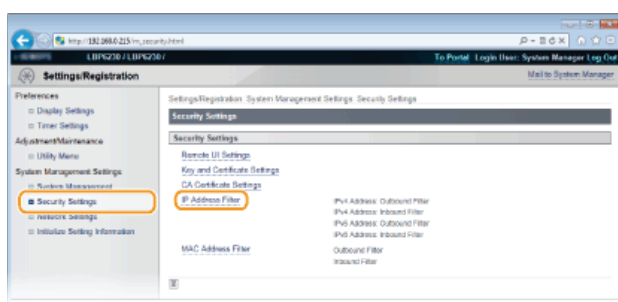 http://192.168.0.215/m_security.html
LBP6230 / LBP6230 /
To Portal Login User: System Manager Log Out
Settings/Registration
Mail to System Manager
Preferences
Display Settings
Timer Settings
Adjustment/Maintenance
Utility Menu
System Management Settings
System Management
Security Settings
Network Settings
Initialize Setting Information
Settings/Registration: System Management Settings: Security Settings
Security Settings
Security Settings
Remote UI Settings
Key and Certificate Settings
CA Certificate Settings
IP Address Filter
IPv4 Address: Outbound Filter
IPv4 Address: Inbound Filter
IPv6 Address: Outbound Filter
IPv6 Address: Inbound Filter
MAC Address Filter
Outbound Filter
Inbound Filter